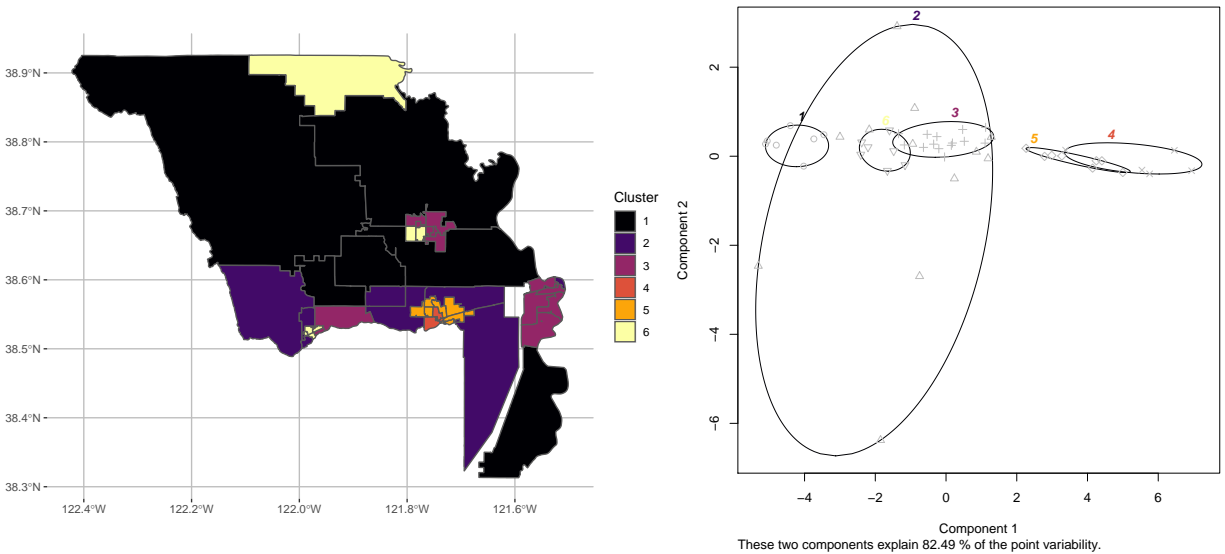 38.9°N
38.8°N
38.7°N
38.6°N
38.5°N
38.4°N
38.3°N
122.4°W
122.2°W
122.0°W
121.8°W
121.6°W
Cluster
1
2
3
4
5
6
2
1
6
3
5
4
2
0
−2
−4
−6
Component 2
−4
−2
0
2
4
6
Component 1
These two components explain 82.49 % of the point variability.